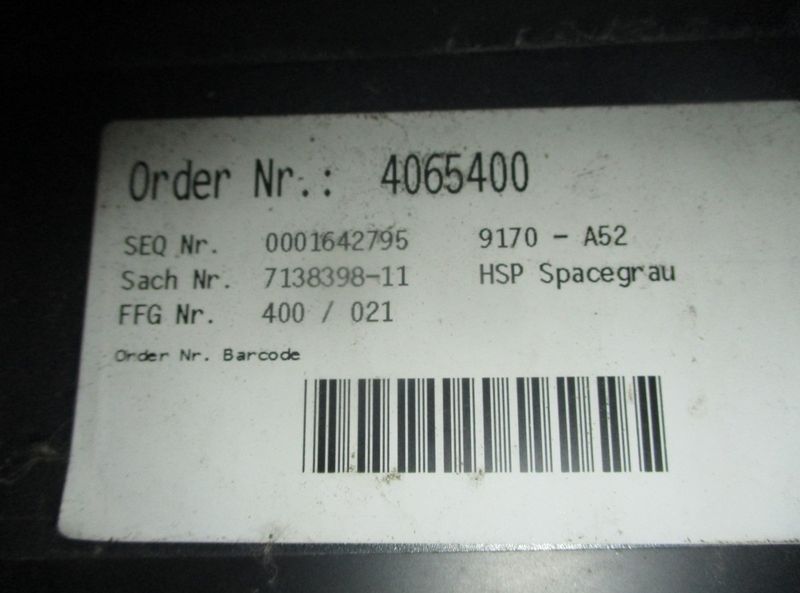 Order Nr.: 4065400
SEQ Nr. 0001642795 9170 - A52
Sach Nr. 7138398-11 HSP Spacegrau
FFG Nr. 400 / 021
Order Nr. Barcode